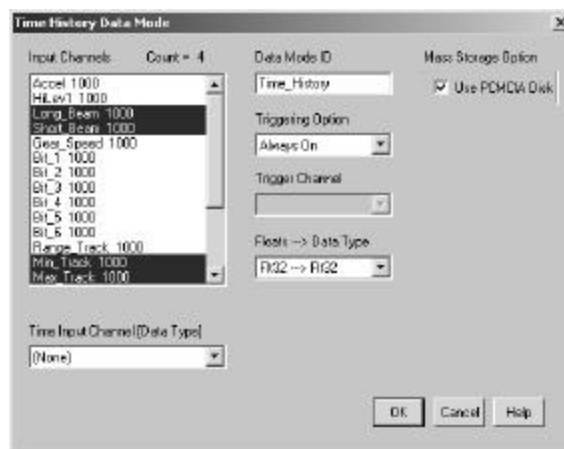 Time History Data Mode
Input Channels Count = 4
Accel 1000
HiLev1 1000
Long_Beam 1000
Short_Beam 1000
Gear_Speed 1000
Bit_1 1000
Bit_2 1000
Bit_3 1000
Bit_4 1000
Bit_5 1000
Bit_6 1000
Range_Track 1000
Min_Track 1000
Max_Track 1000
Time Input Channel[Data Type]
(None)
Data Mode ID
Time_History
Triggering Option
Always On
Trigger Channel
Floats --> Data Type
Flt32 --> Flt32
Mass Storage Option
Use PCMCIA Disk
OK Cancel Help